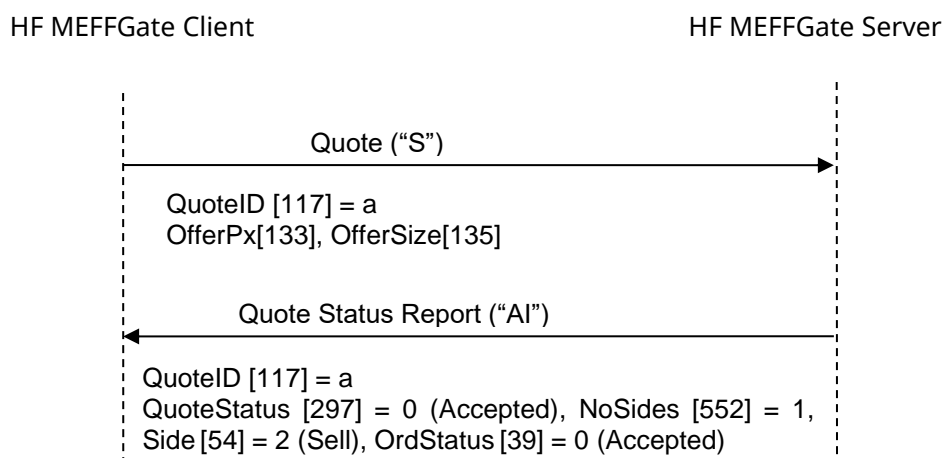 HF MEFFGate Client
HF MEFFGate Server
Quote (“S”)
QuoteID [117] = a
OfferPx[133], OfferSize[135]
Quote Status Report (“AI”)
QuoteID [117] = a
QuoteStatus [297] = 0 (Accepted), NoSides [552] = 1,
Side [54] = 2 (Sell), OrdStatus [39] = 0 (Accepted)